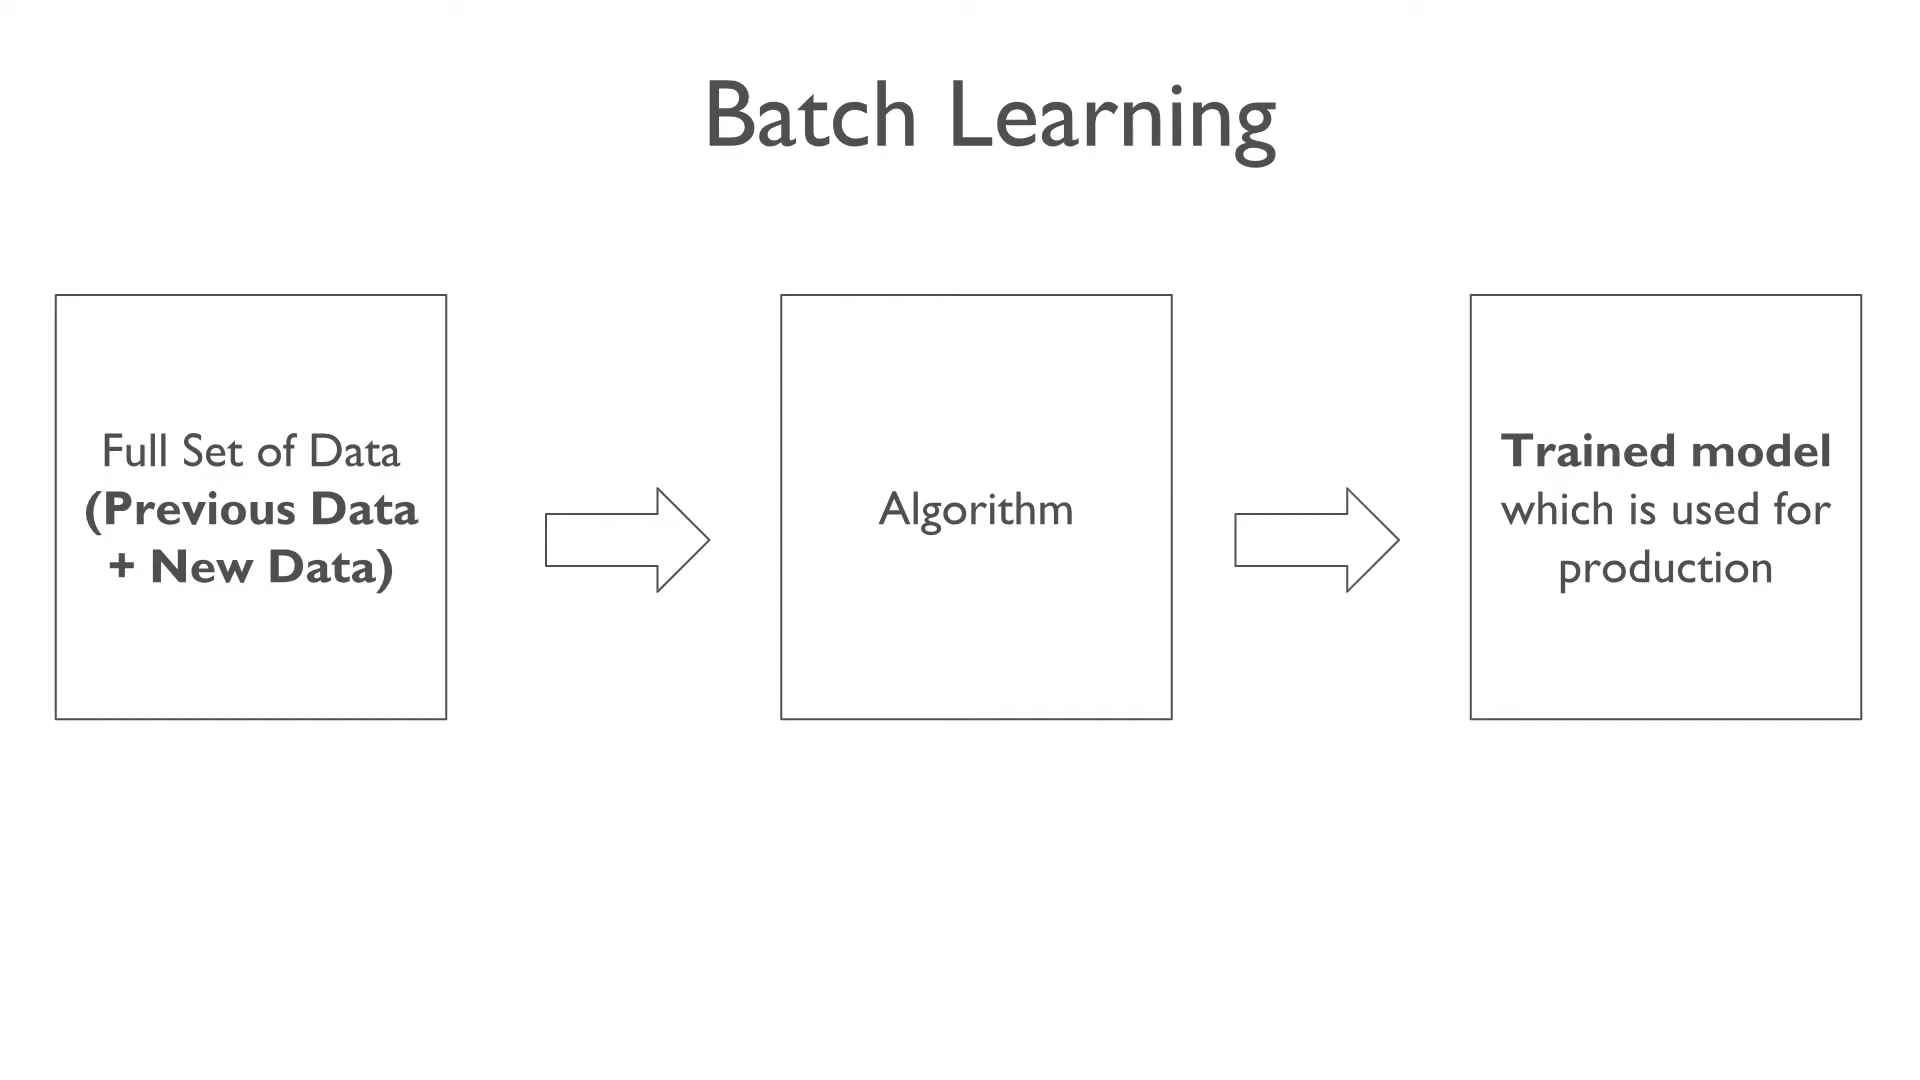 Batch Learning
Full Set of Data
(Previous Data
+ New Data)
Algorithm
Trained model
which is used for
production